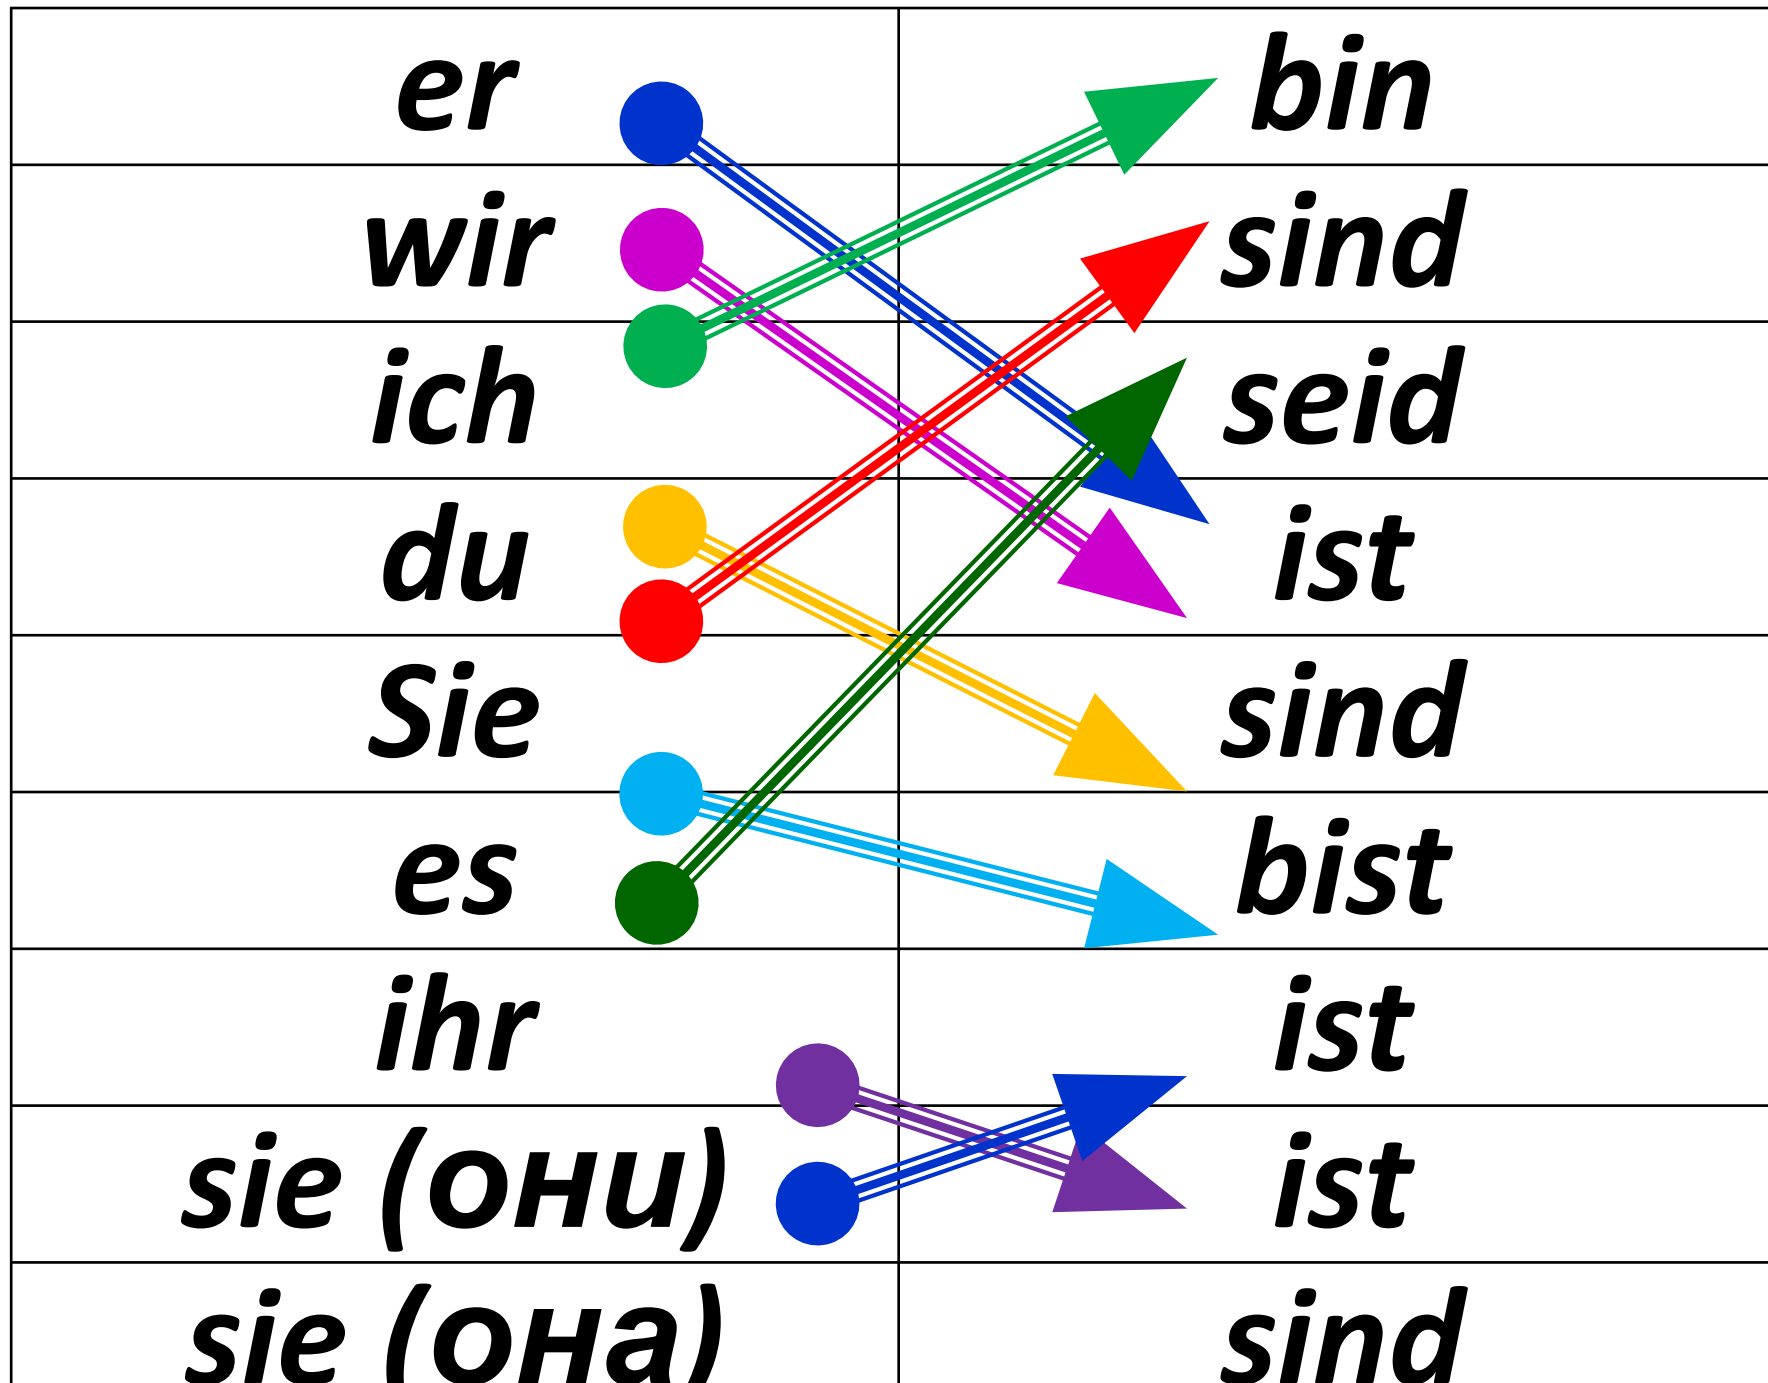 er bin
wir sind
ich seid
du ist
Sie sind
es bist
ihr ist
sie (они) ist
sie (она) sind